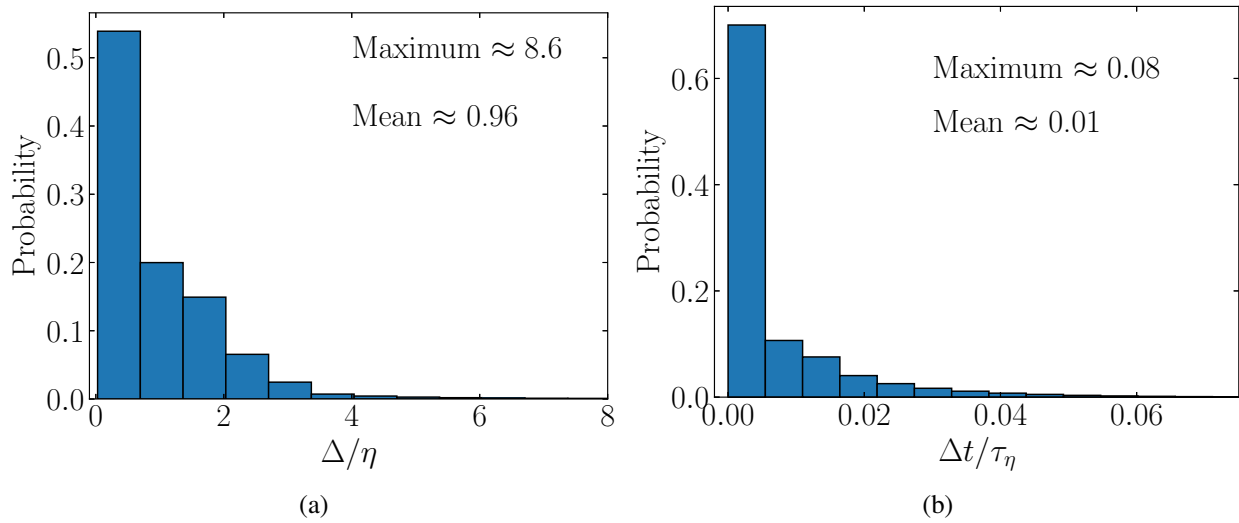 Maximum ≈ 8.6
Mean ≈ 0.96
Probability
0.5
0.4
0.3
0.2
0.1
0.0
0
2
4
6
8
Δ/η
(a)
Maximum ≈ 0.08
Mean ≈ 0.01
Probability
0.6
0.4
0.2
0.0
0.00
0.02
0.04
0.06
Δt/τη
(b)